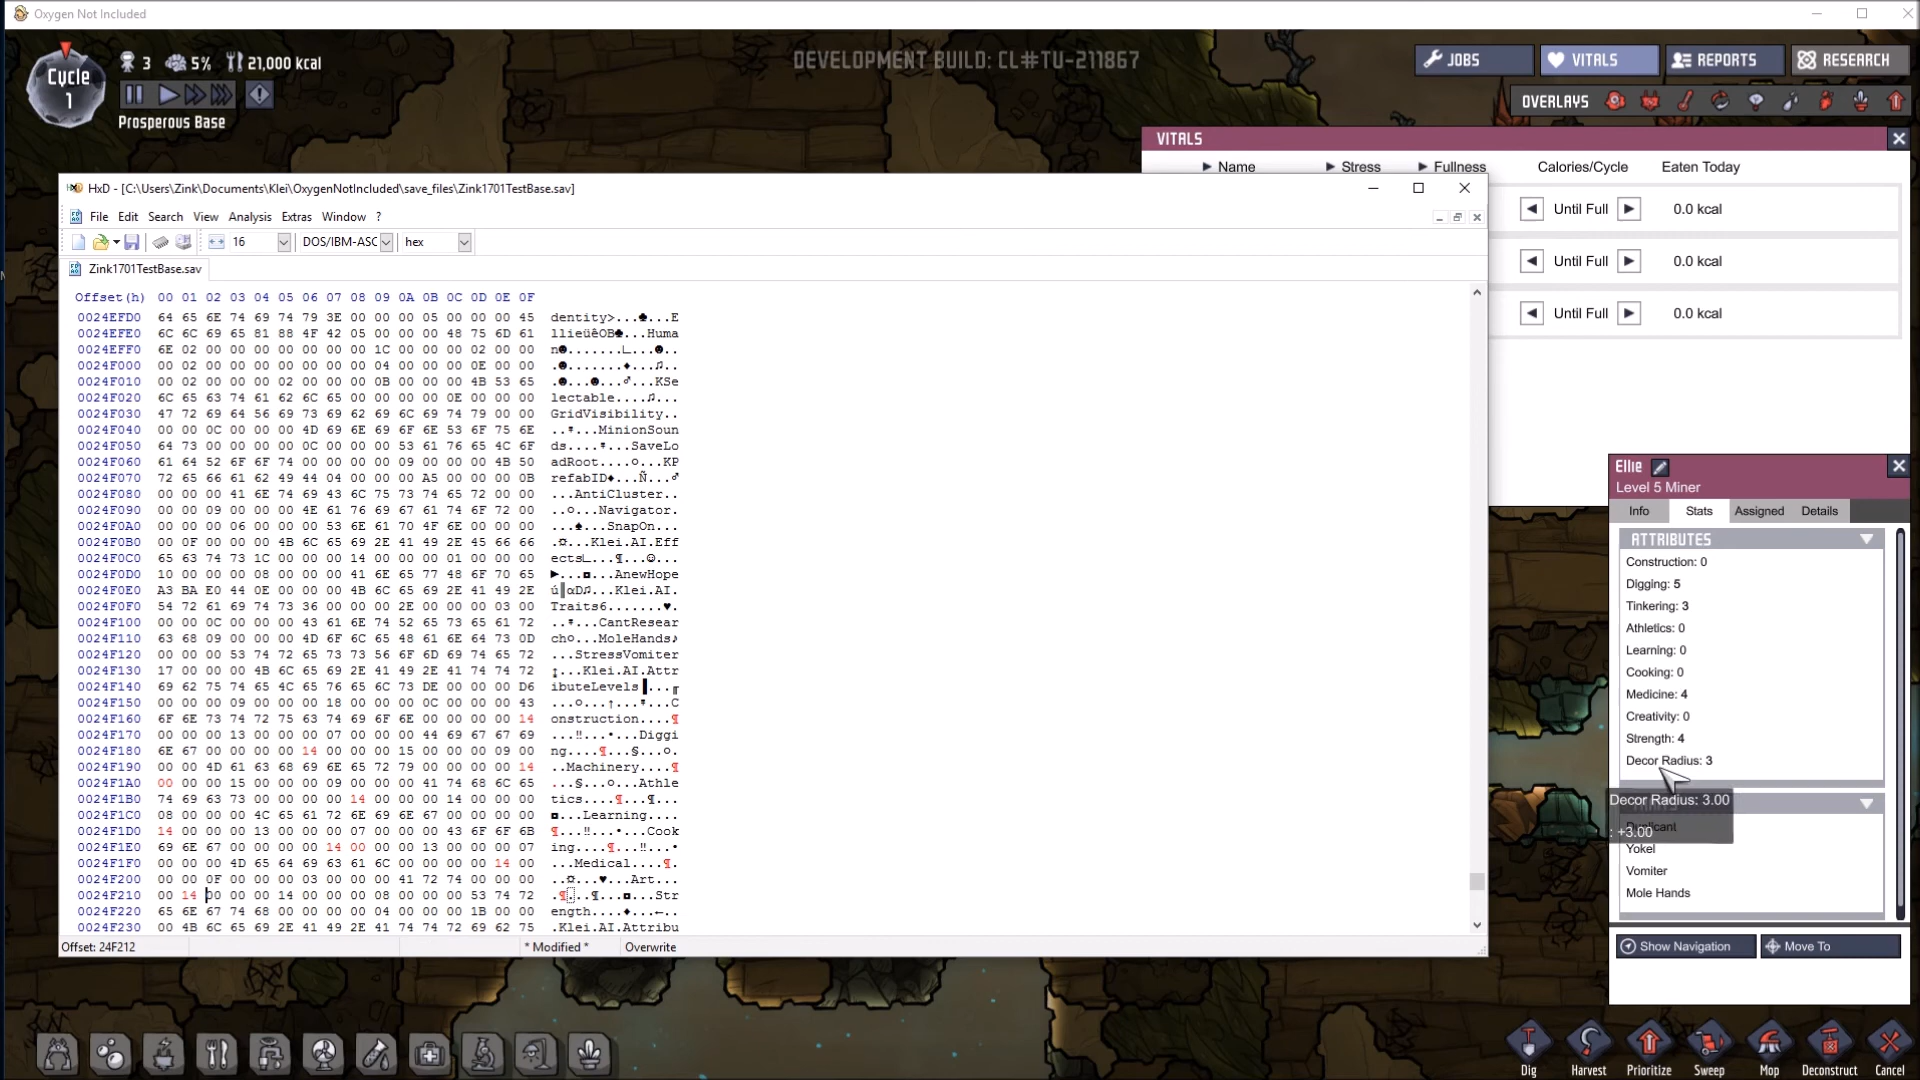 Oxygen Not Included
Cycle
1
3 5% 21,000 kcal
Prosperous Base
DEVELOPMENT BUILD: CL#TU-211867
JOBS VITALS REPORTS RESEARCH
OVERLAYS
VITALS
Name Stress Fullness Calories/Cycle Eaten Today
Until Full 0.0 kcal
Until Full 0.0 kcal
Until Full 0.0 kcal
HxD - [C:\Users\Zink\Documents\Klei\OxygenNotIncluded\save_files\Zink1701TestBase.sav]
File Edit Search View Analysis Extras Window ?
16 DOS/IBM-ASC hex
Zink1701TestBase.sav
Offset(h) 00 01 02 03 04 05 06 07 08 09 0A 0B 0C 0D 0E 0F
0024EFD0 64 65 6E 74 69 74 79 3E 00 00 00 05 00 00 00 45 dentity>...♣...E
0024EFE0 6C 6C 69 65 81 88 4F 42 05 00 00 00 48 75 6D 61 llieüêOB♣...Huma
0024EFF0 6E 02 00 00 00 00 00 00 00 1C 00 00 00 02 00 00 n☻.......∟...☻..
0024F000 00 02 00 00 00 00 00 00 00 04 00 00 00 0E 00 00 .☻.......♦...♫..
0024F010 00 02 00 00 00 02 00 00 00 0B 00 00 00 4B 53 65 .☻...☻...♂...KSe
0024F020 6C 65 63 74 61 62 6C 65 00 00 00 00 0E 00 00 00 lectable....♫...
0024F030 47 72 69 64 56 69 73 69 62 69 6C 69 74 79 00 00 GridVisibility..
0024F040 00 00 0C 00 00 00 4D 69 6E 69 6F 6E 53 6F 75 6E ..♀...MinionSoun
0024F050 64 73 00 00 00 00 0C 00 00 00 53 61 76 65 4C 6F ds....♀...SaveLo
0024F060 61 64 52 6F 6F 74 00 00 00 00 09 00 00 00 4B 50 adRoot....○...KP
0024F070 72 65 66 61 62 49 44 04 00 00 00 A5 00 00 00 0B refabID♦...Ñ...♂
0024F080 00 00 00 41 6E 74 69 43 6C 75 73 74 65 72 00 00 ...AntiCluster..
0024F090 00 00 09 00 00 00 4E 61 76 69 67 61 74 6F 72 00 ..○...Navigator.
0024F0A0 00 00 00 06 00 00 00 53 6E 61 70 4F 6E 00 00 00 ...♠...SnapOn...
0024F0B0 00 0F 00 00 00 4B 6C 65 69 2E 41 49 2E 45 66 66 .☼...Klei.AI.Eff
0024F0C0 65 63 74 73 1C 00 00 00 14 00 00 00 01 00 00 00 ects∟...¶...☺...
0024F0D0 10 00 00 00 08 00 00 00 41 6E 65 77 48 6F 70 65 ►...◘...AnewHope
0024F0E0 A3 BA E0 44 0E 00 00 00 4B 6C 65 69 2E 41 49 2E ú║αD♫...Klei.AI.
0024F0F0 54 72 61 69 74 73 36 00 00 00 2E 00 00 00 03 00 Traits6.......♥.
0024F100 00 00 0C 00 00 00 43 61 6E 74 52 65 73 65 61 72 ..♀...CantResear
0024F110 63 68 09 00 00 00 4D 6F 6C 65 48 61 6E 64 73 0D cho...MoleHands♪
0024F120 00 00 00 53 74 72 65 73 73 56 6F 6D 69 74 65 72 ...StressVomiter
0024F130 17 00 00 00 4B 6C 65 69 2E 41 49 2E 41 74 74 72 ↨...Klei.AI.Attr
0024F140 69 62 75 74 65 4C 65 76 65 6C 73 DE 00 00 00 D6 ibuteLevels▐...╓
0024F150 00 00 00 09 00 00 00 18 00 00 00 0C 00 00 00 43 ...○...↑...♀...C
0024F160 6F 6E 73 74 72 75 63 74 69 6F 6E 00 00 00 00 14 onstruction....¶
0024F170 00 00 00 13 00 00 00 07 00 00 00 44 69 67 67 69 ...‼...•...Diggi
0024F180 6E 67 00 00 00 00 14 00 00 00 15 00 00 00 09 00 ng....¶...§...○.
0024F190 00 00 4D 61 63 68 69 6E 65 72 79 00 00 00 00 14 ..Machinery....¶
0024F1A0 00 00 00 15 00 00 00 09 00 00 00 41 74 68 6C 65 ...§...○...Athle
0024F1B0 74 69 63 73 00 00 00 00 14 00 00 00 14 00 00 00 tics....¶...¶...
0024F1C0 08 00 00 00 4C 65 61 72 6E 69 6E 67 00 00 00 00 ◘...Learning....
0024F1D0 14 00 00 00 13 00 00 00 07 00 00 00 43 6F 6F 6B ¶...‼...•...Cook
0024F1E0 69 6E 67 00 00 00 00 14 00 00 00 13 00 00 00 07 ing....¶...‼...•
0024F1F0 00 00 00 4D 65 64 69 63 61 6C 00 00 00 00 14 00 ...Medical....¶.
0024F200 00 00 0F 00 00 00 03 00 00 00 41 72 74 00 00 00 ..☼...♥...Art...
0024F210 00 14 00 00 00 14 00 00 00 08 00 00 00 53 74 72 .¶...¶...◘...Str
0024F220 65 6E 67 74 68 00 00 00 00 04 00 00 00 1B 00 00 ength....♦...←..
0024F230 00 4B 6C 65 69 2E 41 49 2E 41 74 74 72 69 62 75 .Klei.AI.Attribu
Offset: 24F212 * Modified * Overwrite
Ellie
Level 5 Miner
Info Stats Assigned Details
ATTRIBUTES
Construction: 0
Digging: 5
Tinkering: 3
Athletics: 0
Learning: 0
Cooking: 0
Medicine: 4
Creativity: 0
Strength: 4
Decor Radius: 3
Decor Radius: 3.00
: +3.00
Duplicant
Yokel
Vomiter
Mole Hands
Show Navigation Move To
Dig Harvest Prioritize Sweep Mop Deconstruct Cancel